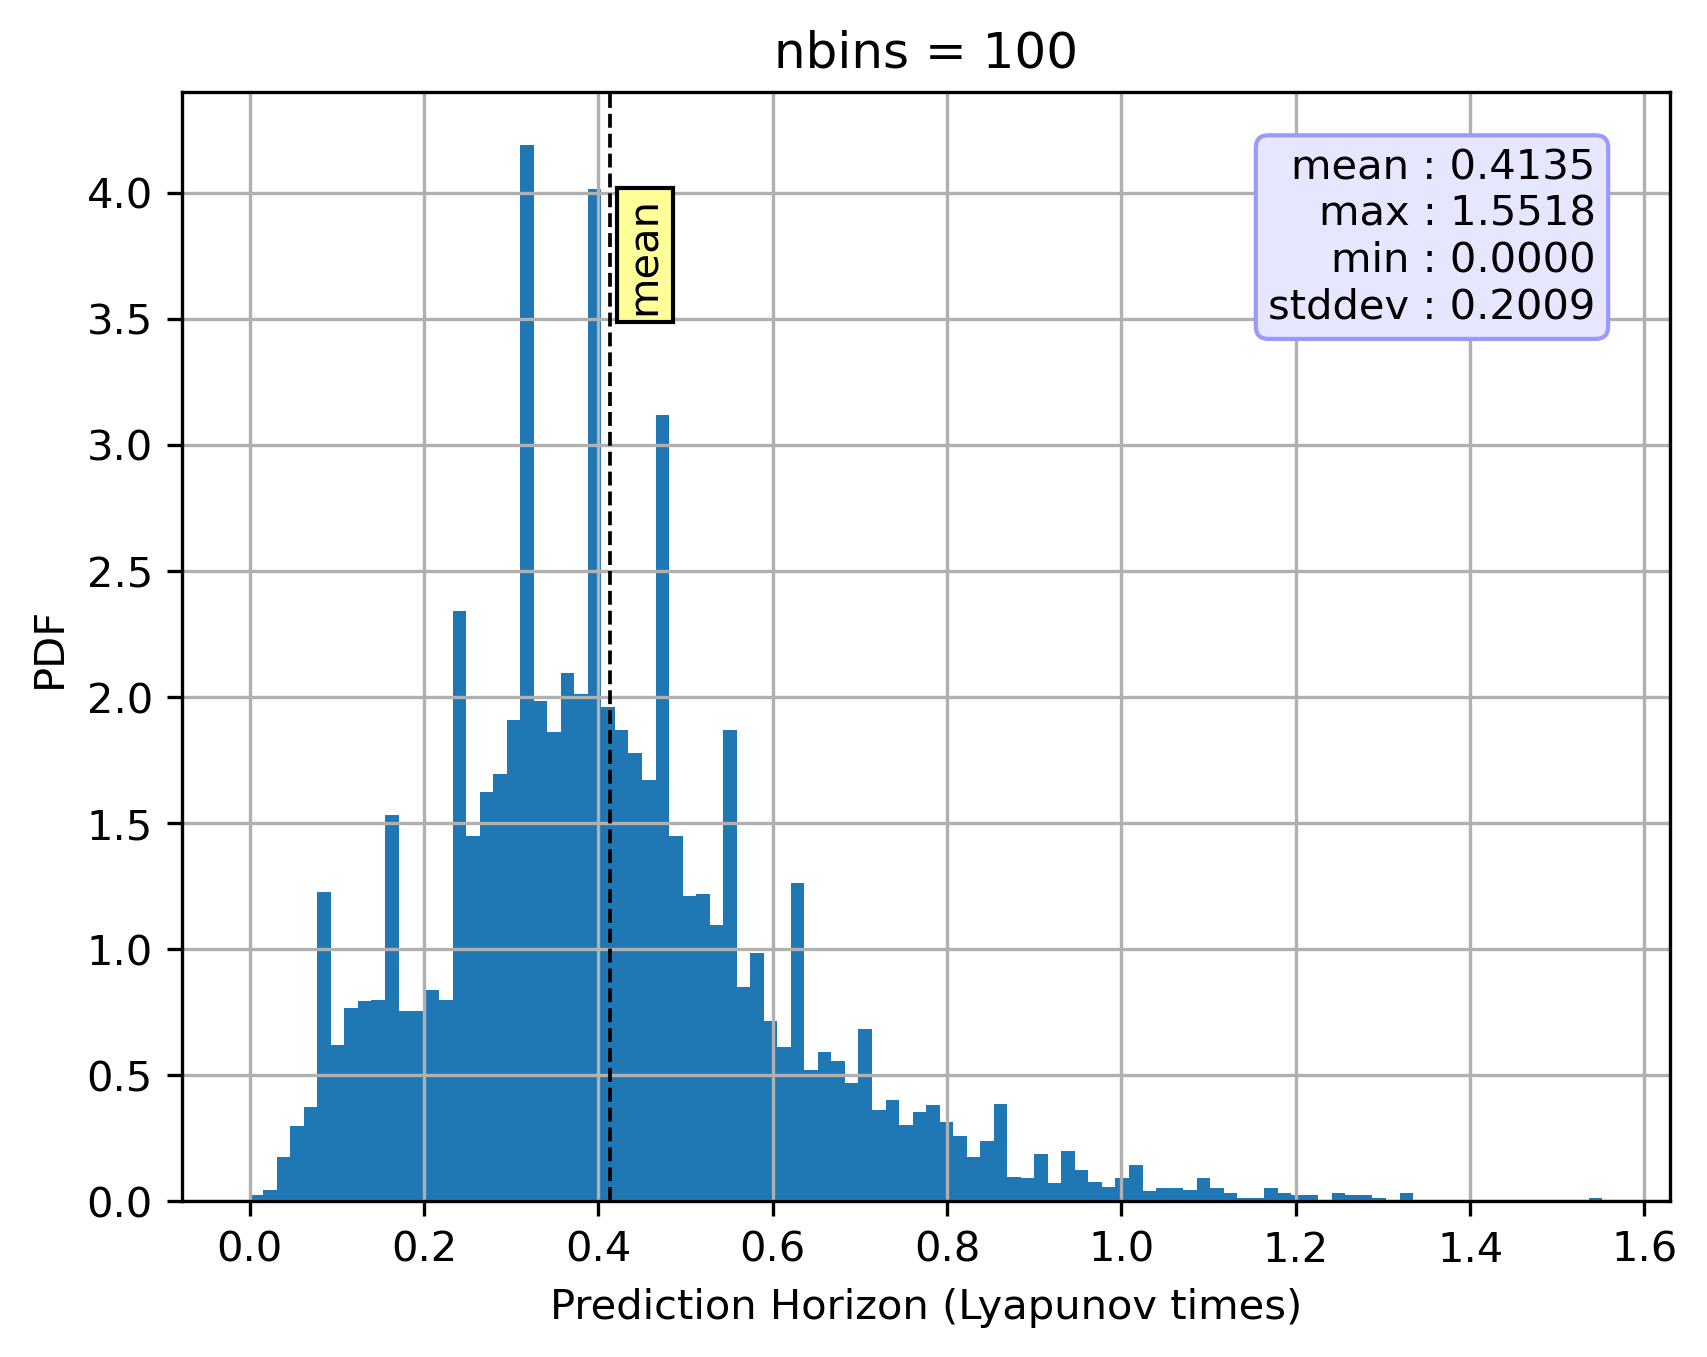 nbins = 100
mean : 0.4135
max : 1.5518
min : 0.0000
stddev : 0.2009
mean
PDF
4.0
3.5
3.0
2.5
2.0
1.5
1.0
0.5
0.0
0.0 0.2 0.4 0.6 0.8 1.0 1.2 1.4 1.6
Prediction Horizon (Lyapunov times)